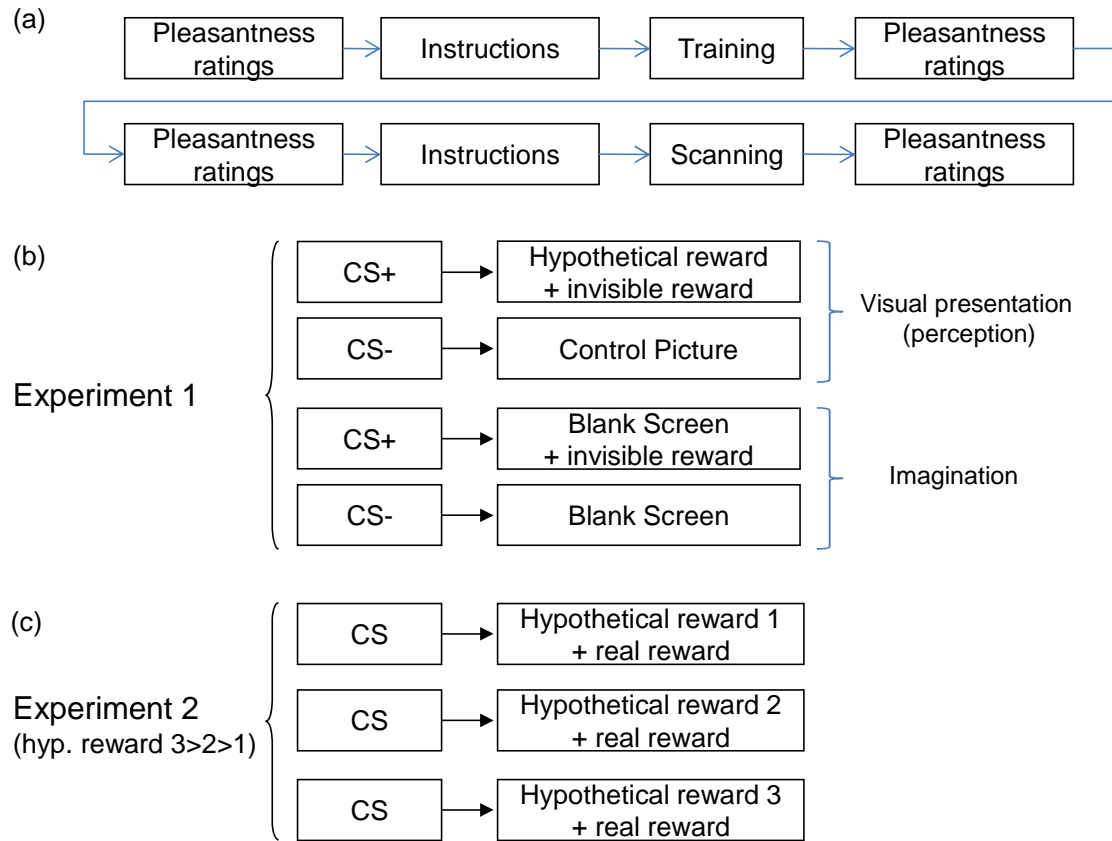 (a)
Pleasantness
ratings
Instructions
Training
Pleasantness
ratings
Pleasantness
ratings
Instructions
Scanning
Pleasantness
ratings
(b)
Experiment 1
CS+
Hypothetical reward
+ invisible reward
CS-
Control Picture
Visual presentation
(perception)
CS+
Blank Screen
+ invisible reward
CS-
Blank Screen
Imagination
(c)
Experiment 2
(hyp. reward 3>2>1)
CS
Hypothetical reward 1
+ real reward
CS
Hypothetical reward 2
+ real reward
CS
Hypothetical reward 3
+ real reward